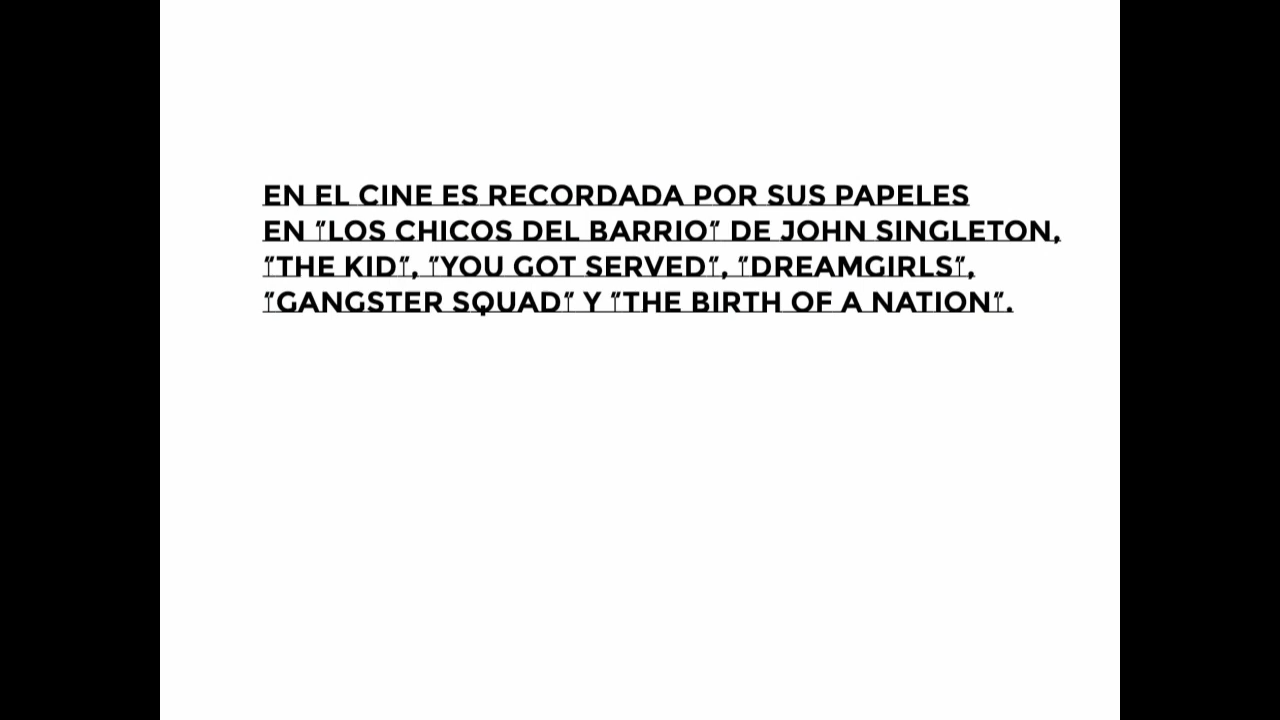 EN EL CINE ES RECORDADA POR SUS PAPELES
EN "LOS CHICOS DEL BARRIO" DE JOHN SINGLETON,
"THE KID", "YOU GOT SERVED", "DREAMGIRLS",
"GANGSTER SQUAD" Y "THE BIRTH OF A NATION".